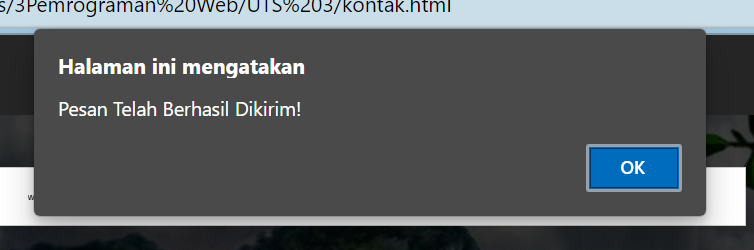 s/3Pemrograman%20Web/UTS%203/kontak.html
Halaman ini mengatakan
Pesan Telah Berhasil Dikirim!
OK